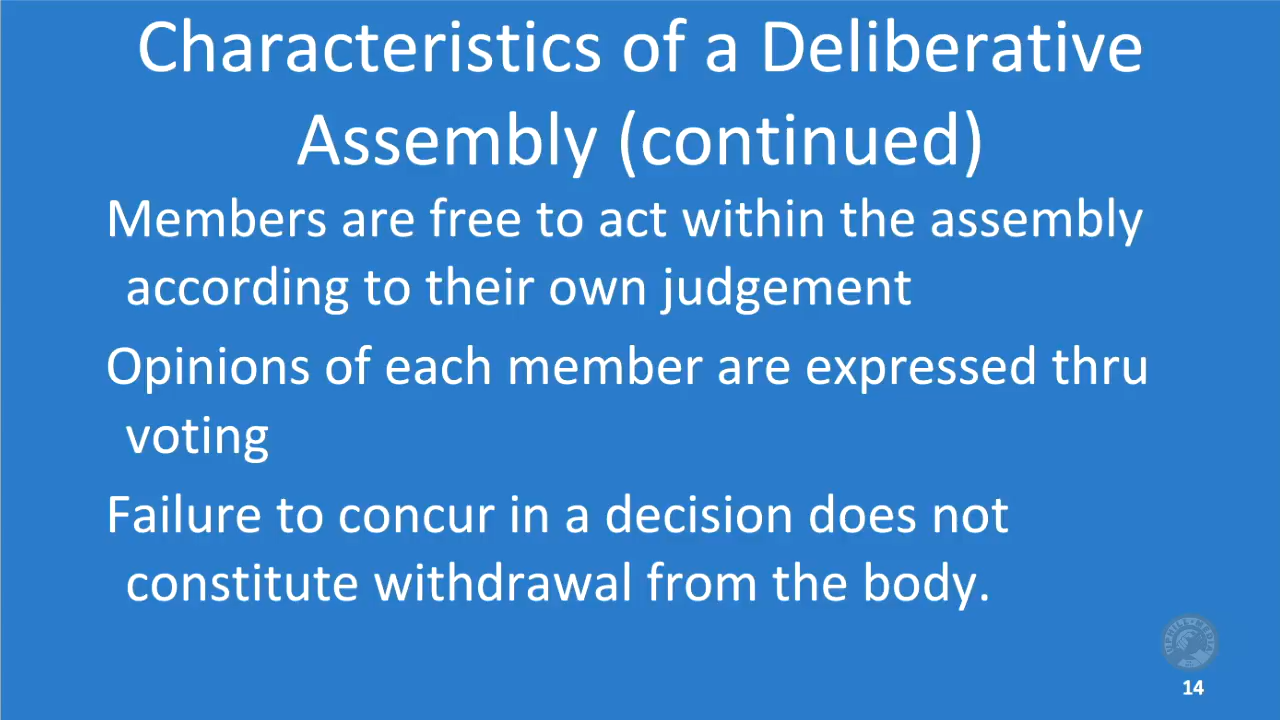 Characteristics of a Deliberative
Assembly (continued)
Members are free to act within the assembly
according to their own judgement
Opinions of each member are expressed thru
voting
Failure to concur in a decision does not
constitute withdrawal from the body.
14